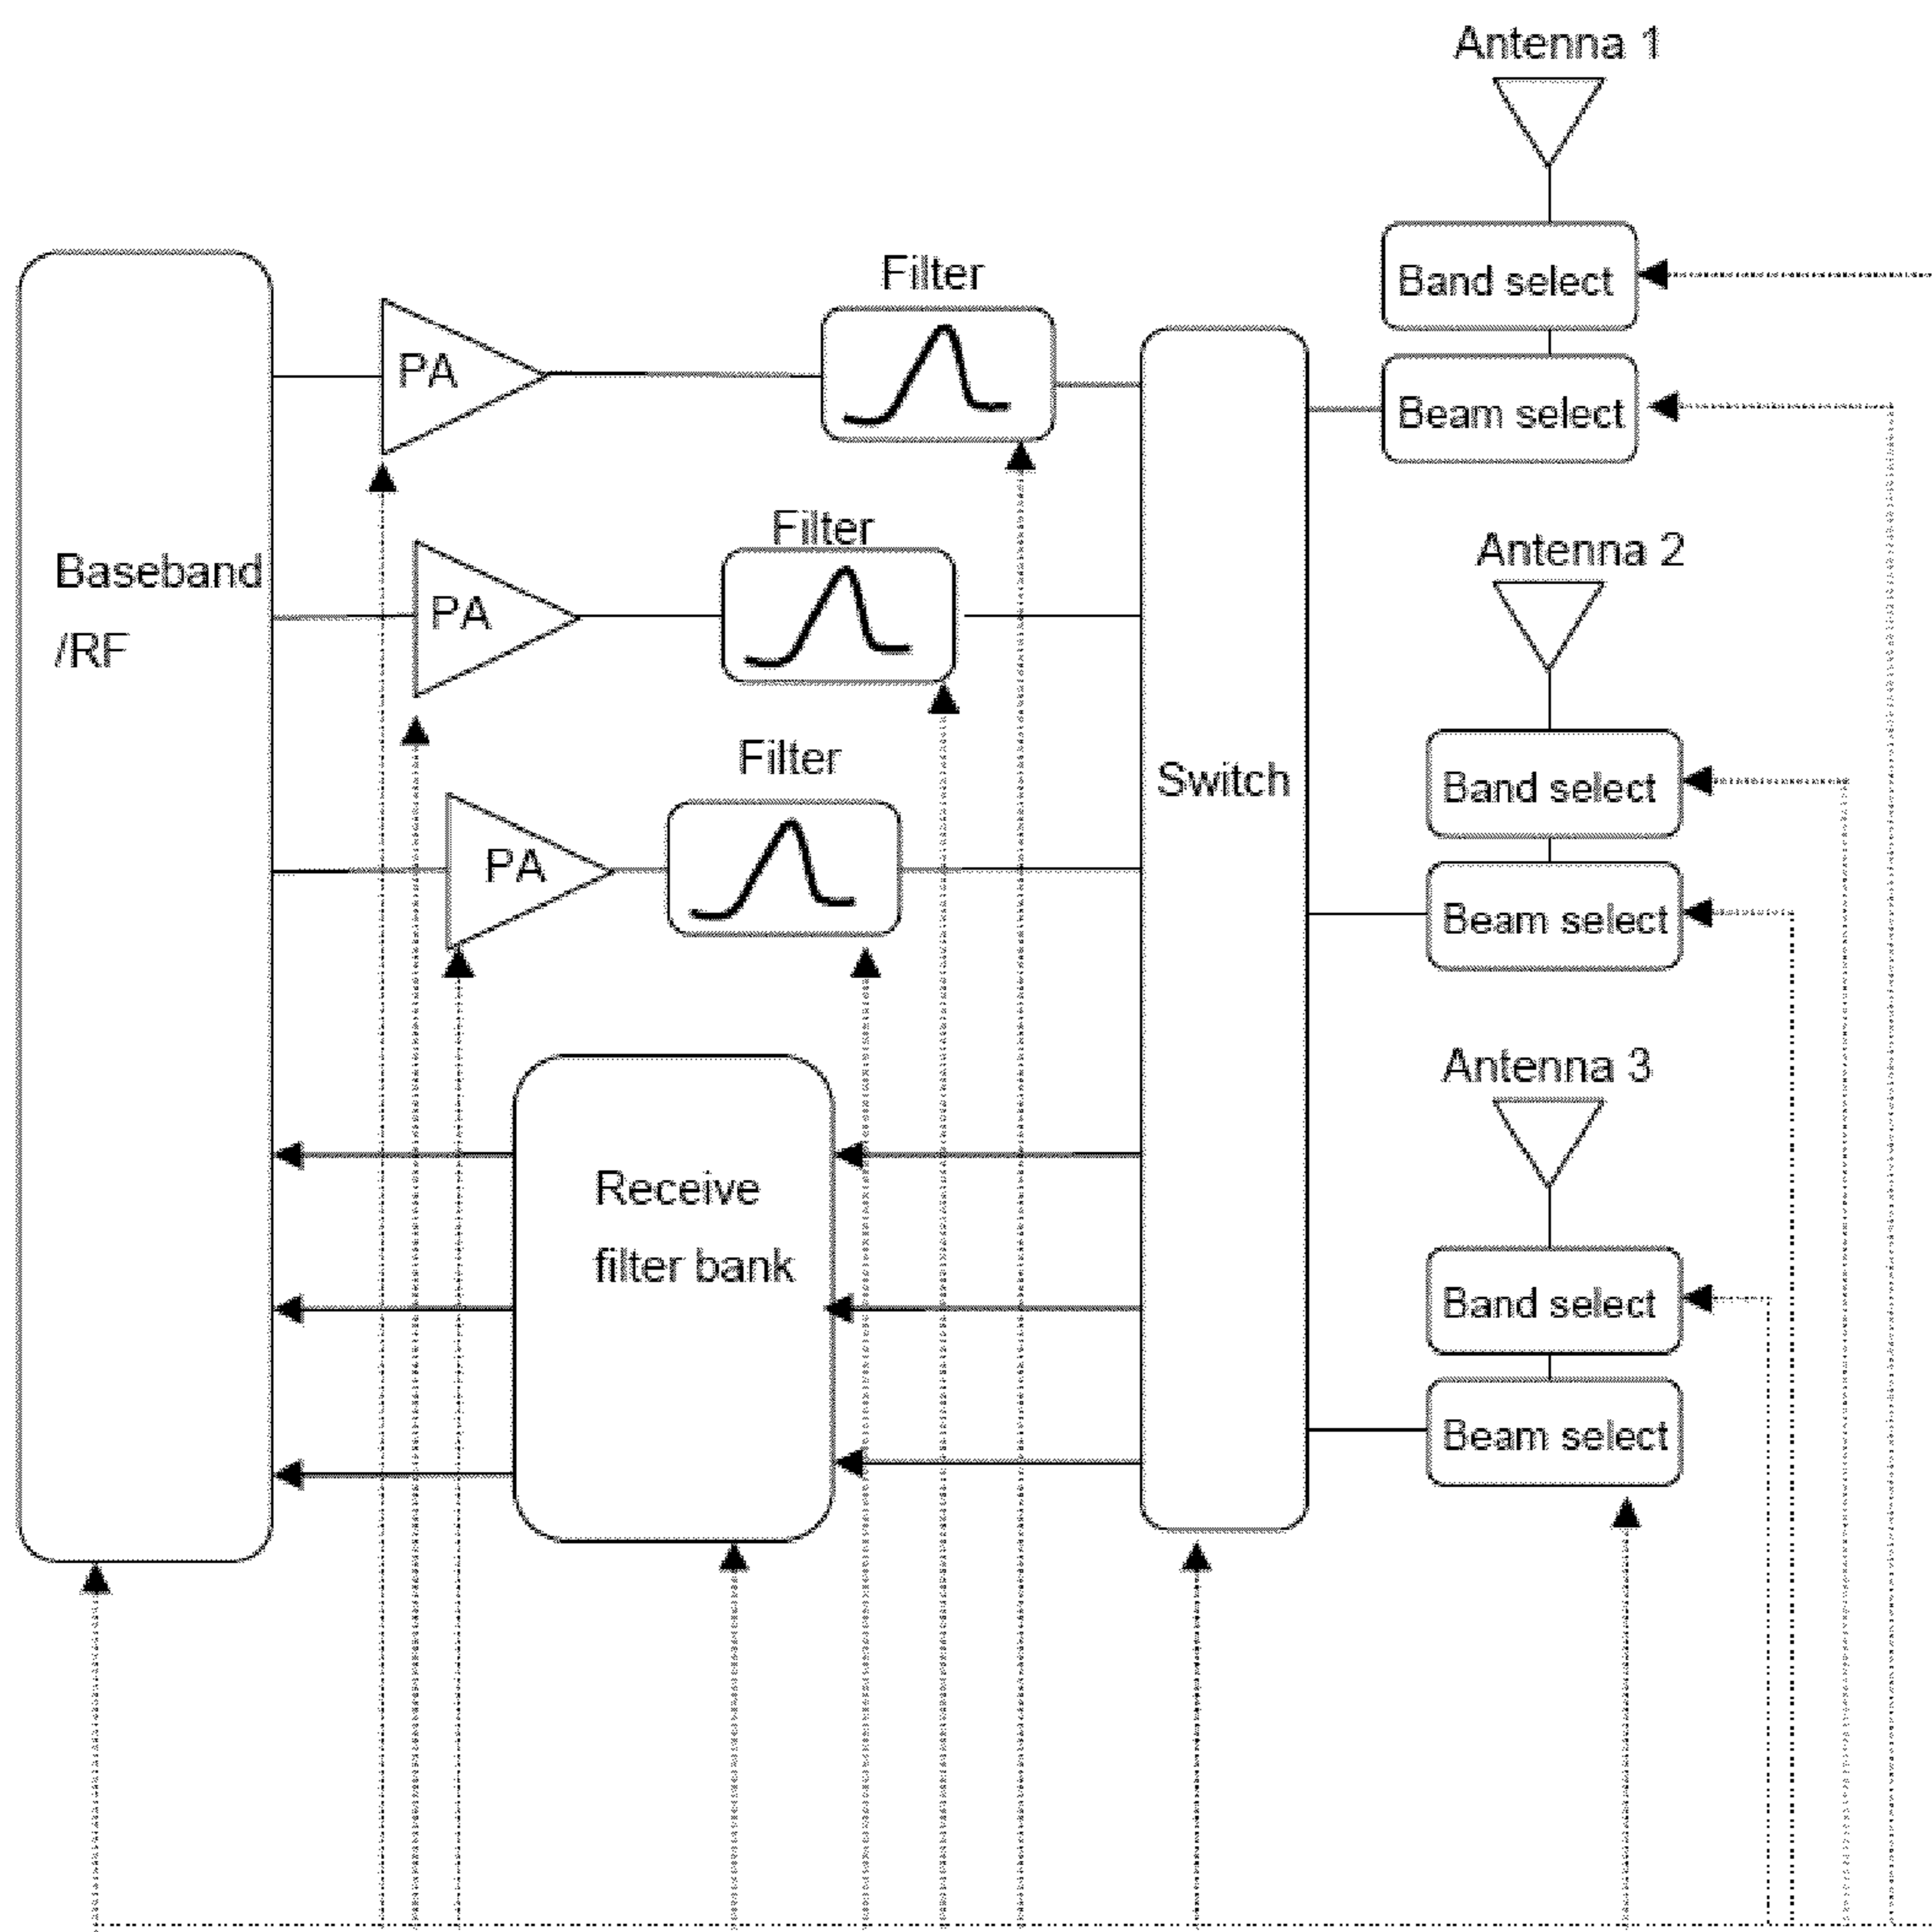 Antenna 1
Band select
Beam select
Filter
PA
Filter
PA
Filter
PA
Baseband
/RF
Switch
Antenna 2
Band select
Beam select
Receive
filter bank
Antenna 3
Band select
Beam select